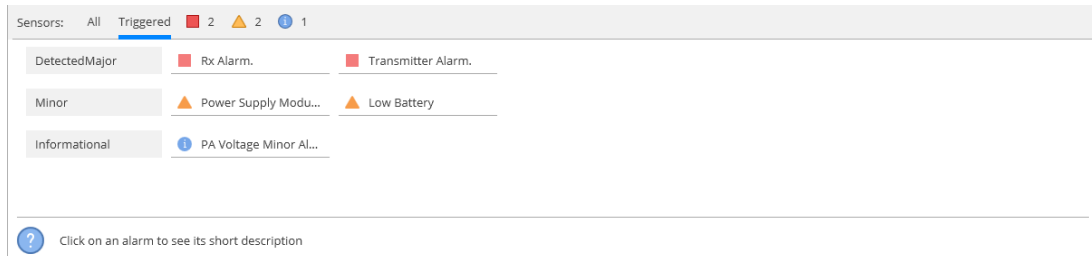 Sensors: All Triggered 2 2 1
DetectedMajor Rx Alarm. Transmitter Alarm.
Minor Power Supply Modu... Low Battery
Informational PA Voltage Minor Al...
Click on an alarm to see its short description